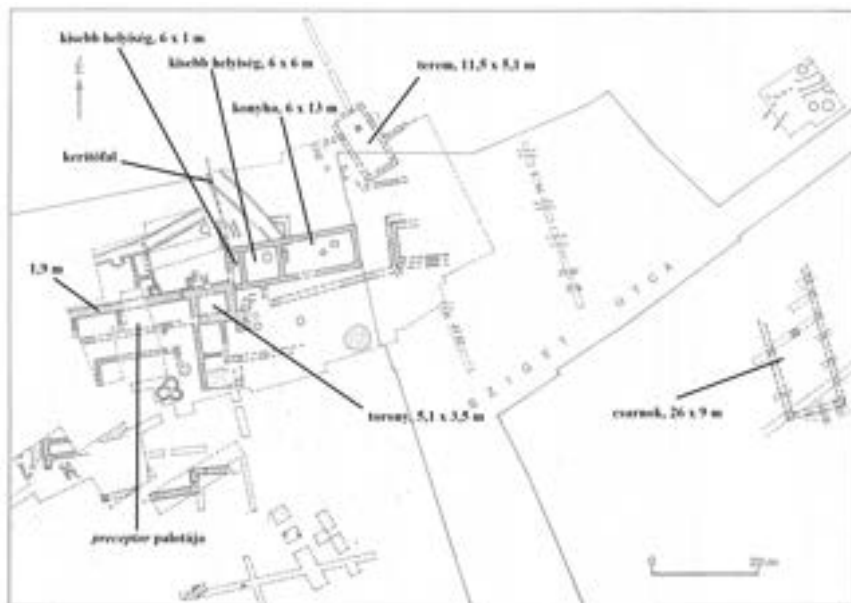 kisebb helyiség, 6 x 1 m
kisebb helyiség, 6 x 6 m
terem, 11,5 x 5,1 m
konyha, 6 x 13 m
kerítőfal
1,9 m
SZIGET UTCA
csarnok, 26 x 9 m
torony, 5,1 x 3,5 m
preceptor palotája
0